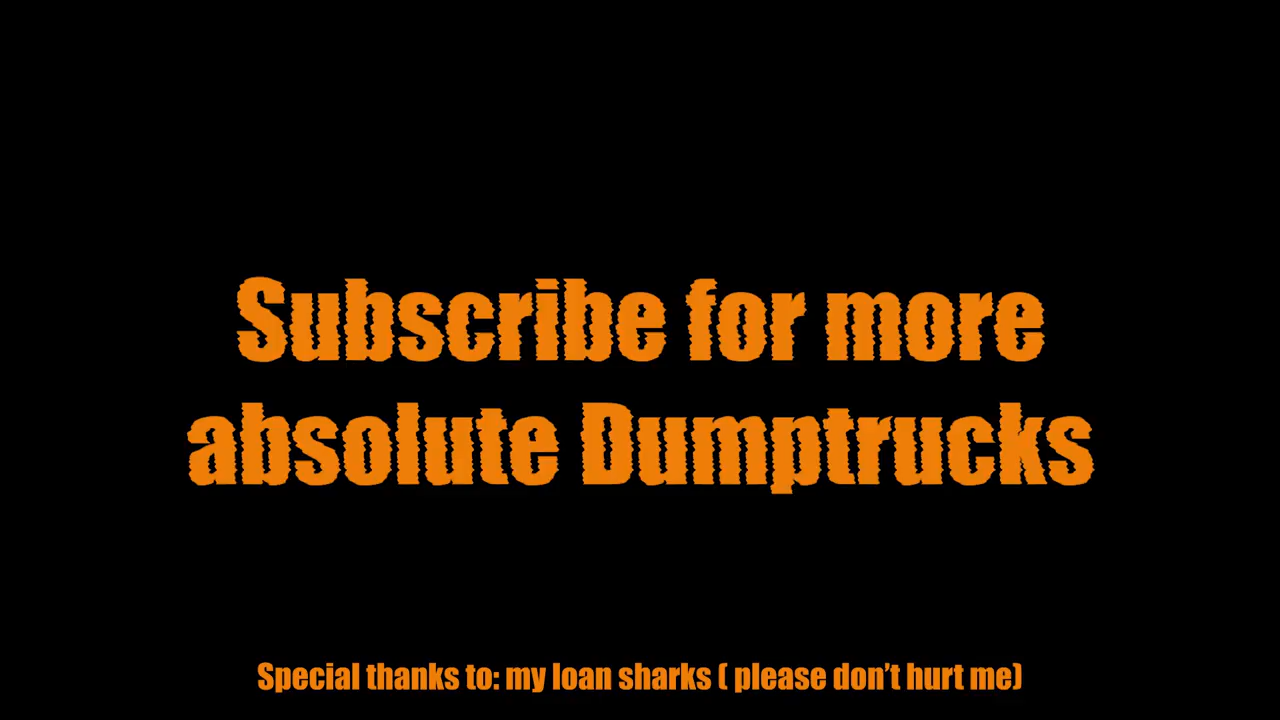 Subscribe for more
absolute Dumptrucks
Special thanks to: my loan sharks ( please don’t hurt me)